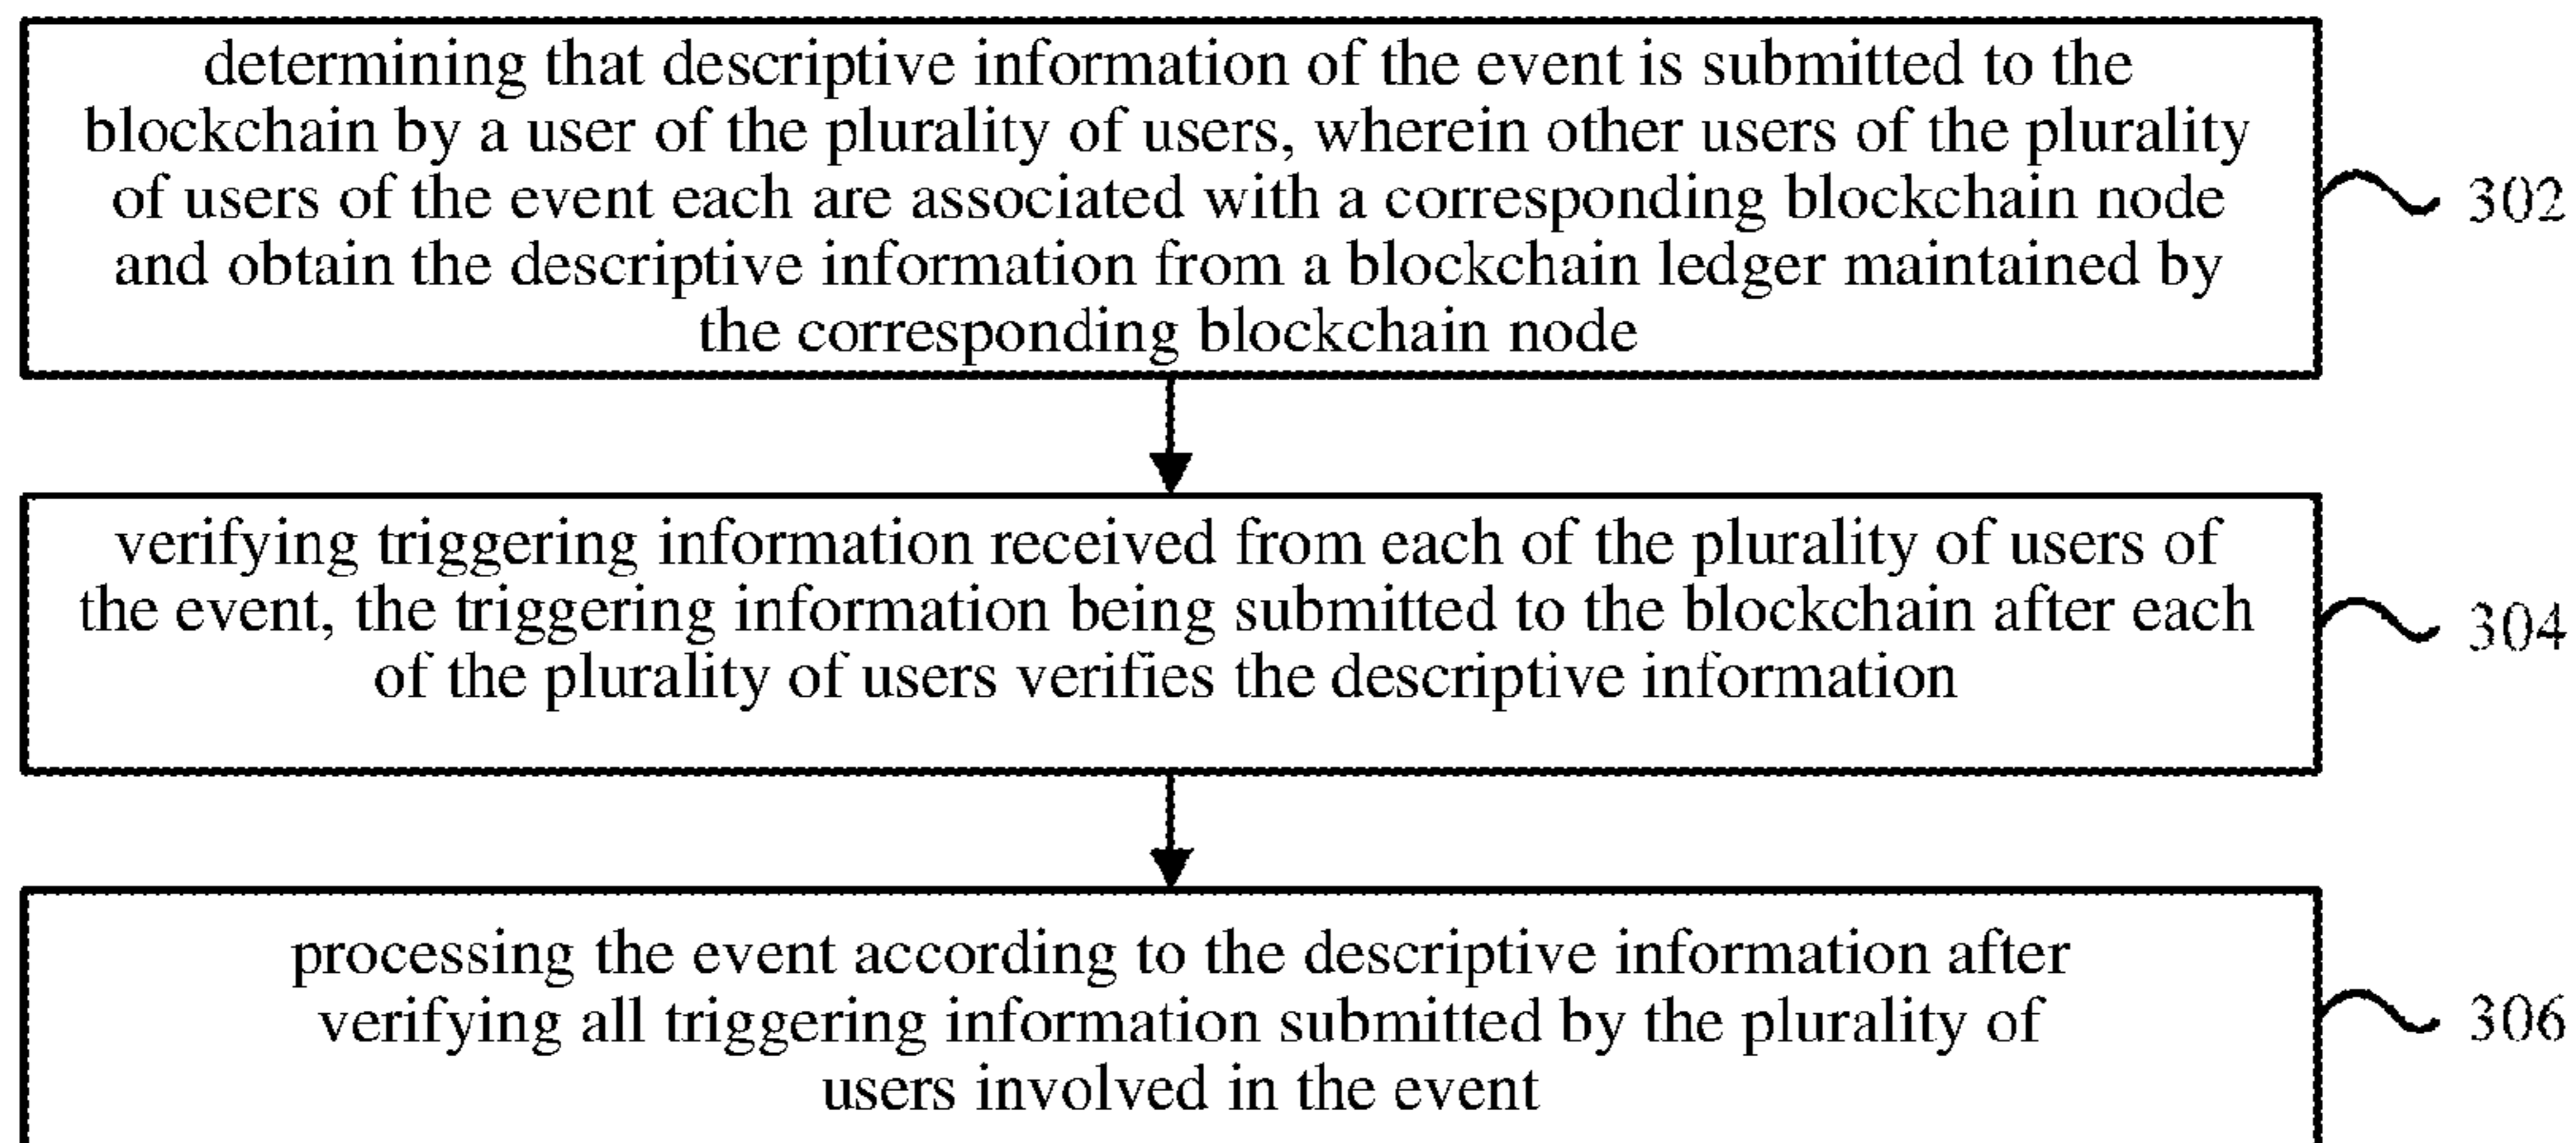 determining that descriptive information of the event is submitted to the
blockchain by a user of the plurality of users, wherein other users of the plurality
of users of the event each are associated with a corresponding blockchain node
and obtain the descriptive information from a blockchain ledger maintained by
the corresponding blockchain node
302
verifying triggering information received from each of the plurality of users of
the event, the triggering information being submitted to the blockchain after each
of the plurality of users verifies the descriptive information
304
processing the event according to the descriptive information after
verifying all triggering information submitted by the plurality of
users involved in the event
306